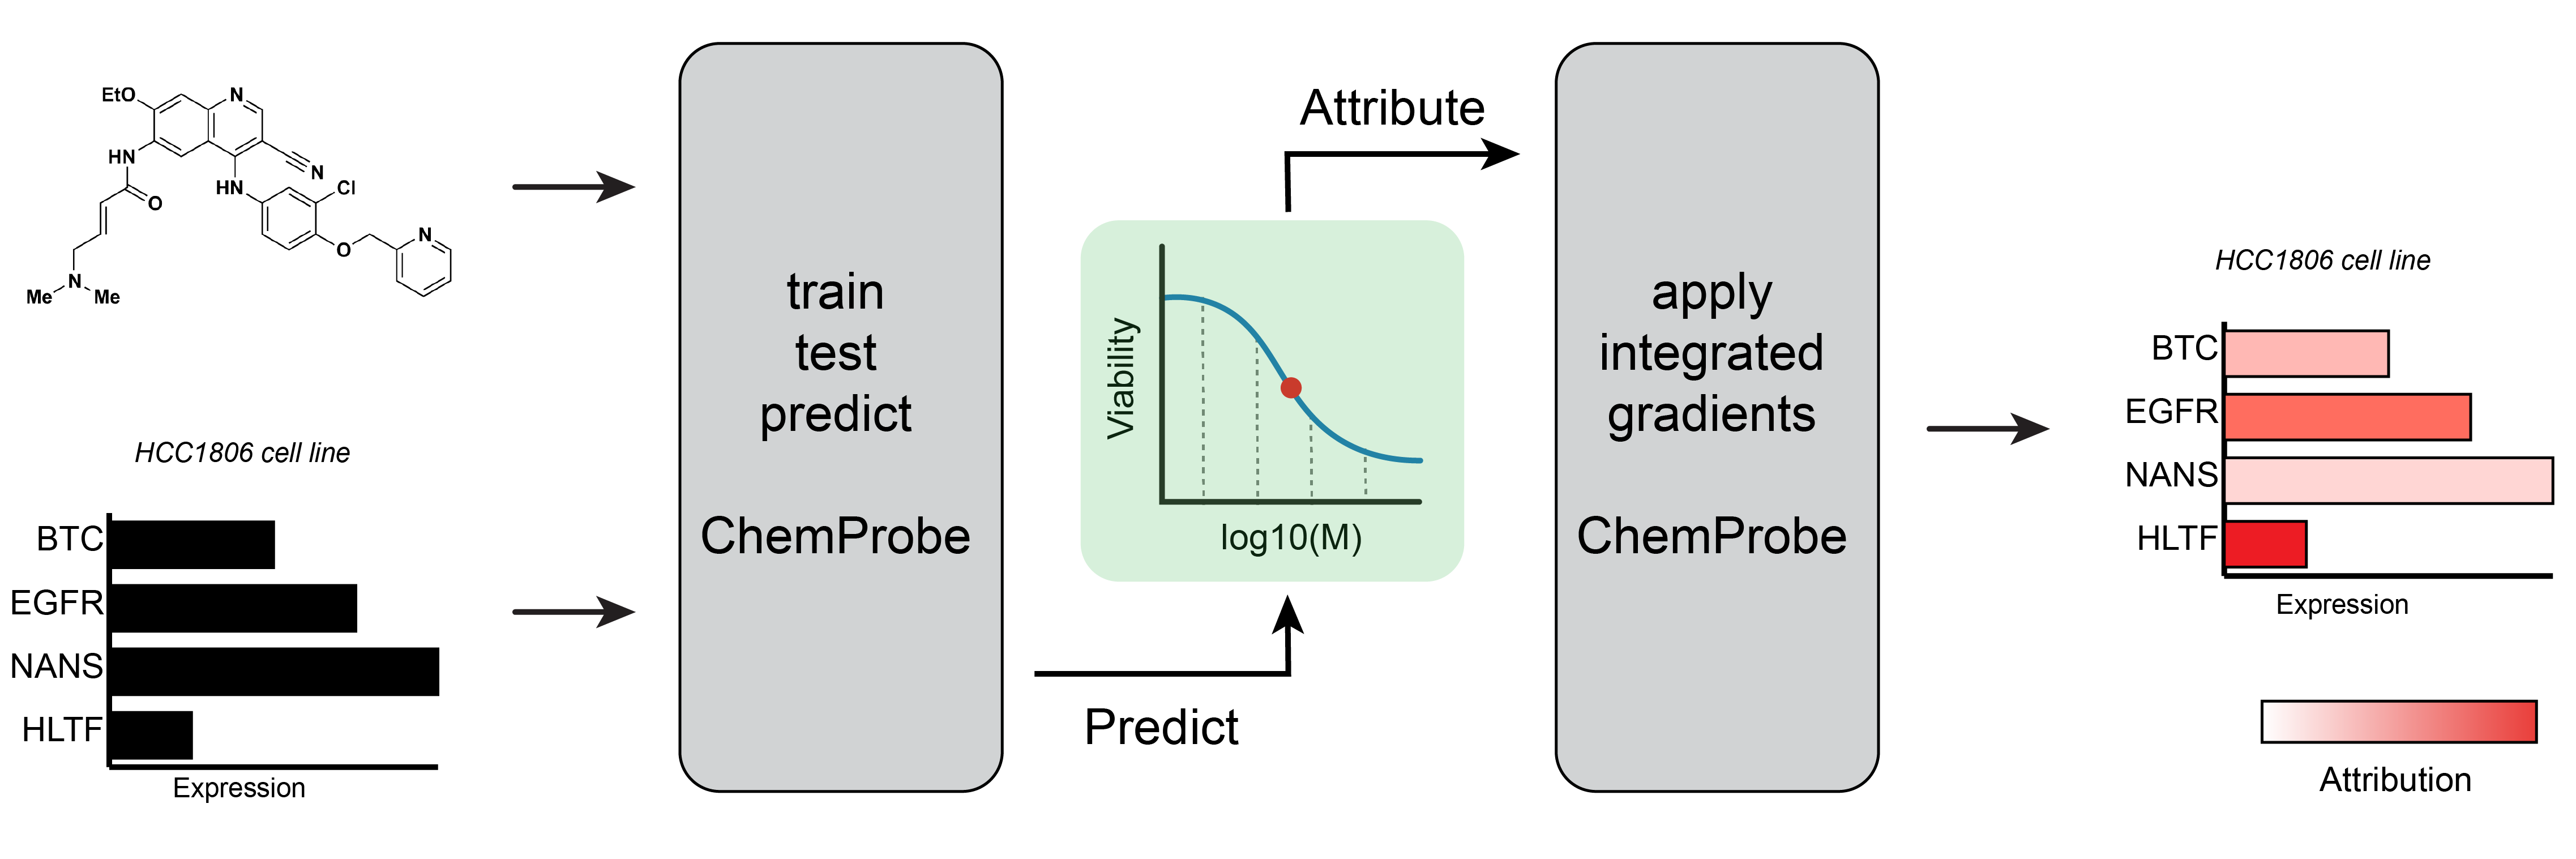 EtO
N
HN
N
HN
Cl
O
O
N
N
Me
Me
HCC1806 cell line
BTC
EGFR
NANS
HLTF
Expression
train
test
predict
ChemProbe
Predict
Attribute
Viability
log10(M)
apply
integrated
gradients
ChemProbe
HCC1806 cell line
BTC
EGFR
NANS
HLTF
Expression
Attribution